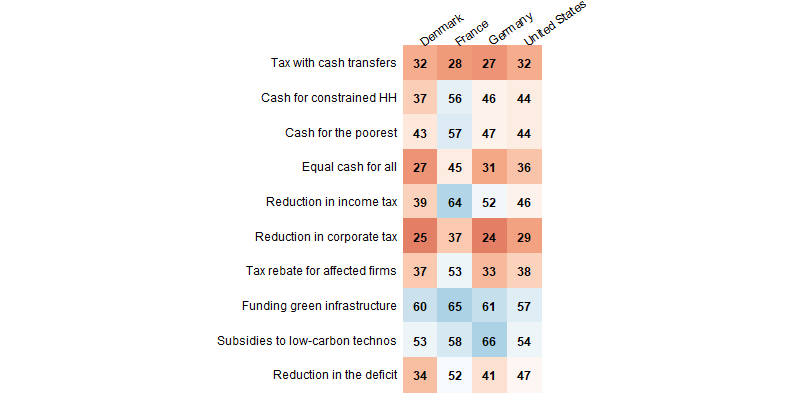 Denmark France Germany United States
Tax with cash transfers 32 28 27 32
Cash for constrained HH 37 56 46 44
Cash for the poorest 43 57 47 44
Equal cash for all 27 45 31 36
Reduction in income tax 39 64 52 46
Reduction in corporate tax 25 37 24 29
Tax rebate for affected firms 37 53 33 38
Funding green infrastructure 60 65 61 57
Subsidies to low-carbon technos 53 58 66 54
Reduction in the deficit 34 52 41 47